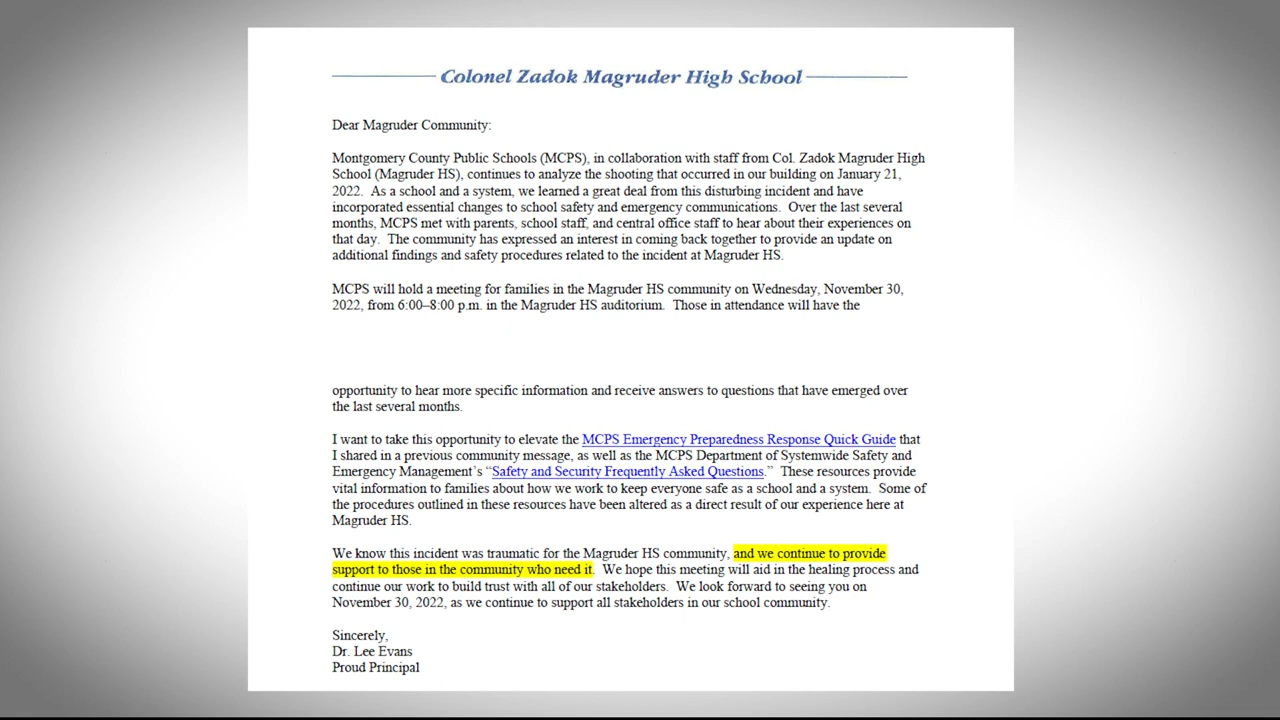 Colonel Zadok Magruder High School
Dear Magruder Community:
Montgomery County Public Schools (MCPS), in collaboration with staff from Col. Zadok Magruder High
School (Magruder HS), continues to analyze the shooting that occurred in our building on January 21,
2022.  As a school and a system, we learned a great deal from this disturbing incident and have
incorporated essential changes to school safety and emergency communications.  Over the last several
months, MCPS met with parents, school staff, and central office staff to hear about their experiences on
that day.  The community has expressed an interest in coming back together to provide an update on
additional findings and safety procedures related to the incident at Magruder HS.
MCPS will hold a meeting for families in the Magruder HS community on Wednesday, November 30,
2022, from 6:00–8:00 p.m. in the Magruder HS auditorium.  Those in attendance will have the
opportunity to hear more specific information and receive answers to questions that have emerged over
the last several months.
I want to take this opportunity to elevate the MCPS Emergency Preparedness Response Quick Guide that
I shared in a previous community message, as well as the MCPS Department of Systemwide Safety and
Emergency Management's “Safety and Security Frequently Asked Questions.”  These resources provide
vital information to families about how we work to keep everyone safe as a school and a system.  Some of
the procedures outlined in these resources have been altered as a direct result of our experience here at
Magruder HS.
We know this incident was traumatic for the Magruder HS community, and we continue to provide
support to those in the community who need it.  We hope this meeting will aid in the healing process and
continue our work to build trust with all of our stakeholders.  We look forward to seeing you on
November 30, 2022, as we continue to support all stakeholders in our school community.
Sincerely,
Dr. Lee Evans
Proud Principal